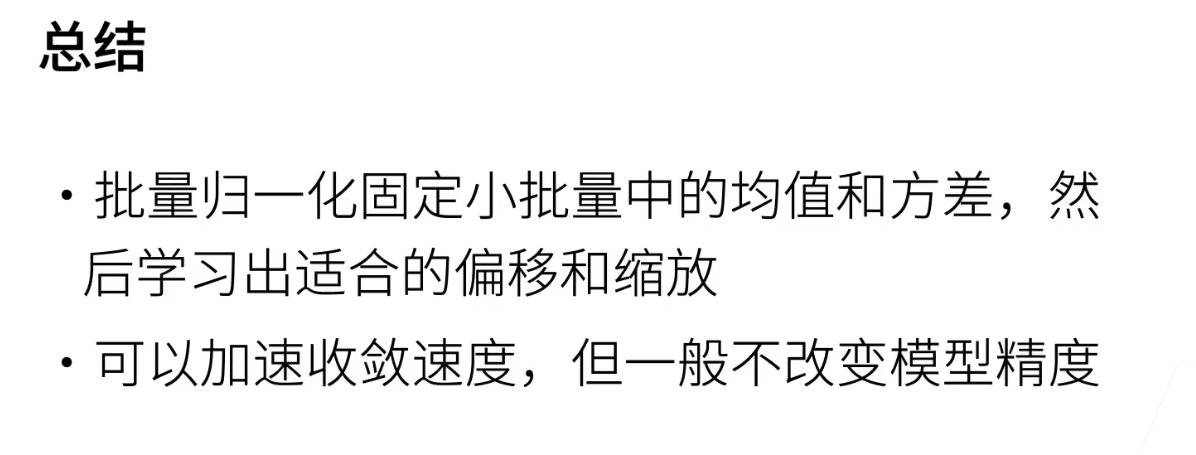 总结
• 批量归一化固定小批量中的均值和方差，然
后学习出适合的偏移和缩放
• 可以加速收敛速度，但一般不改变模型精度